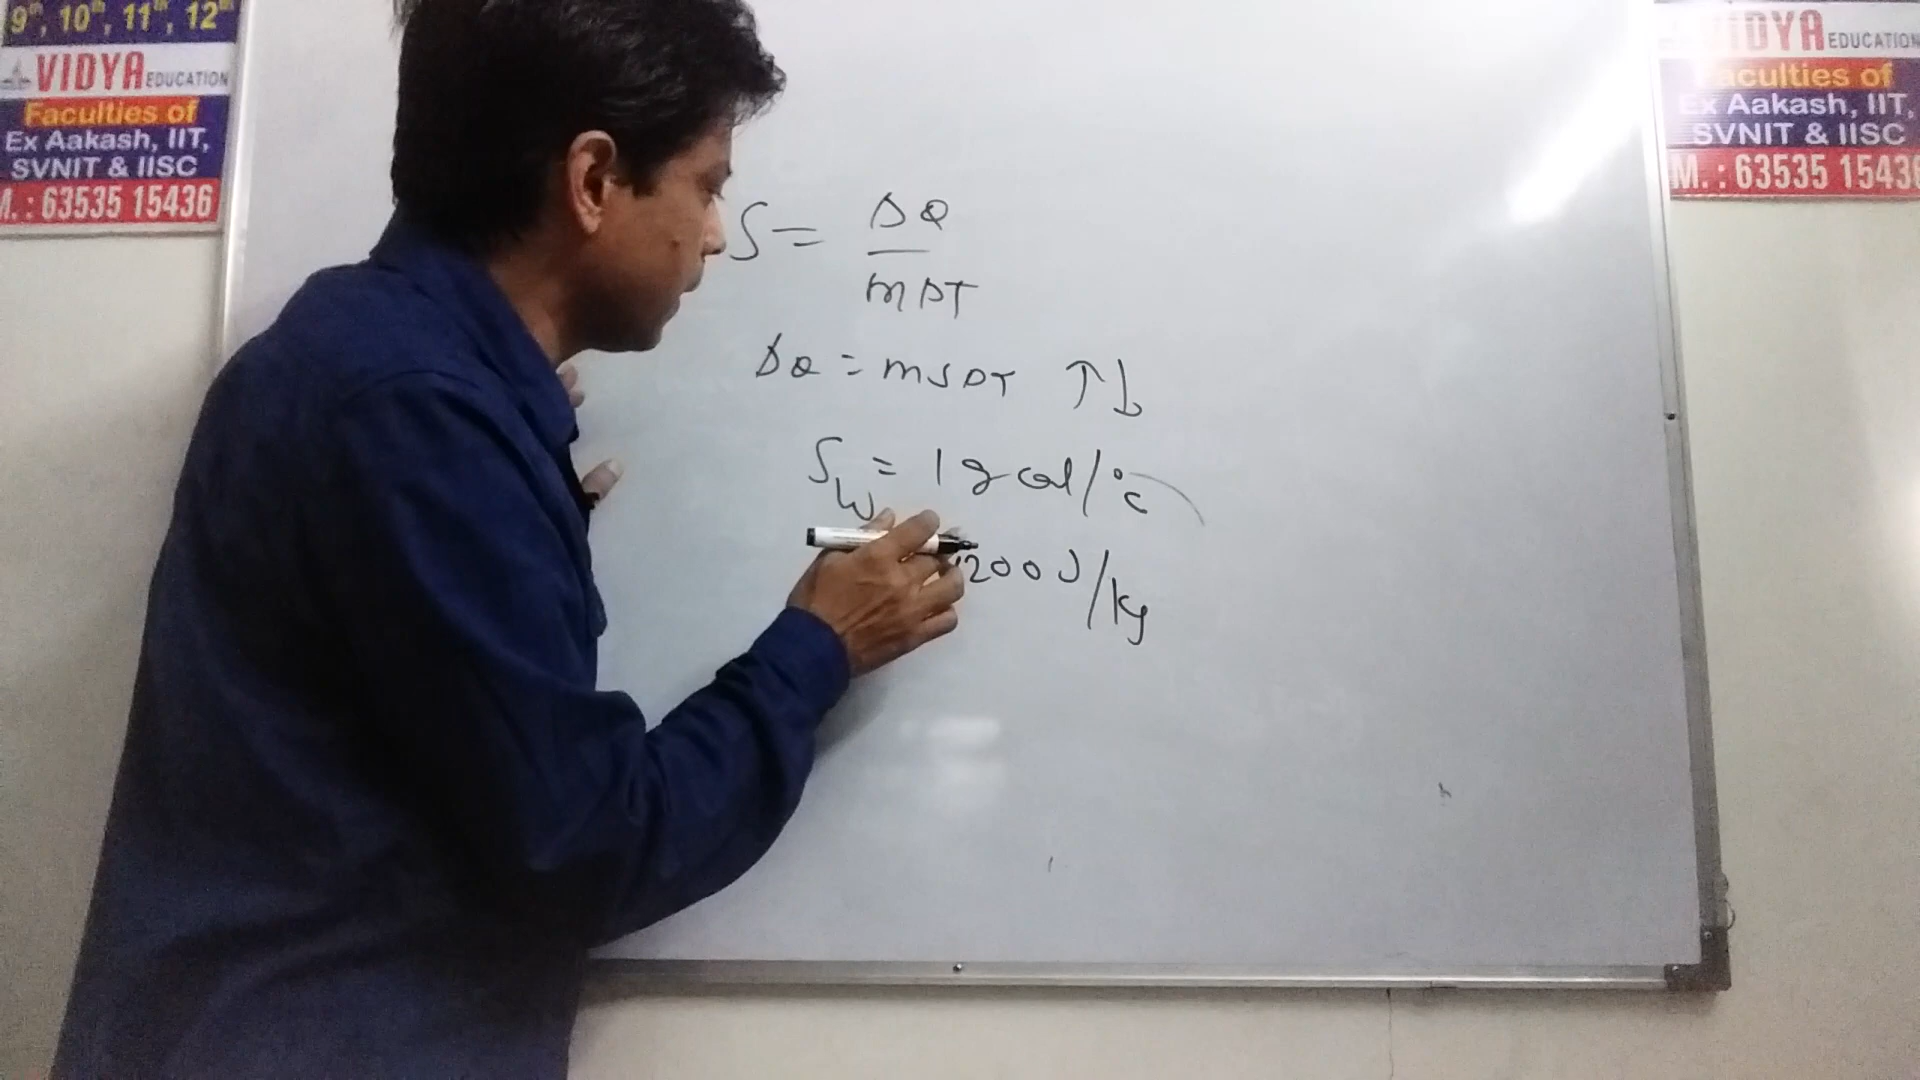 9th, 10th, 11th, 12th
VIDYA EDUCATION
Faculties of
Ex Aakash, IIT,
SVNIT & IISC
M.: 63535 15436
S = ΔQ
mΔT
ΔQ = msΔT ↑↓
Sw = 1 g cal/°c
200 J/kg
VIDYA EDUCATION
Faculties of
Ex Aakash, IIT,
SVNIT & IISC
M.: 63535 1543